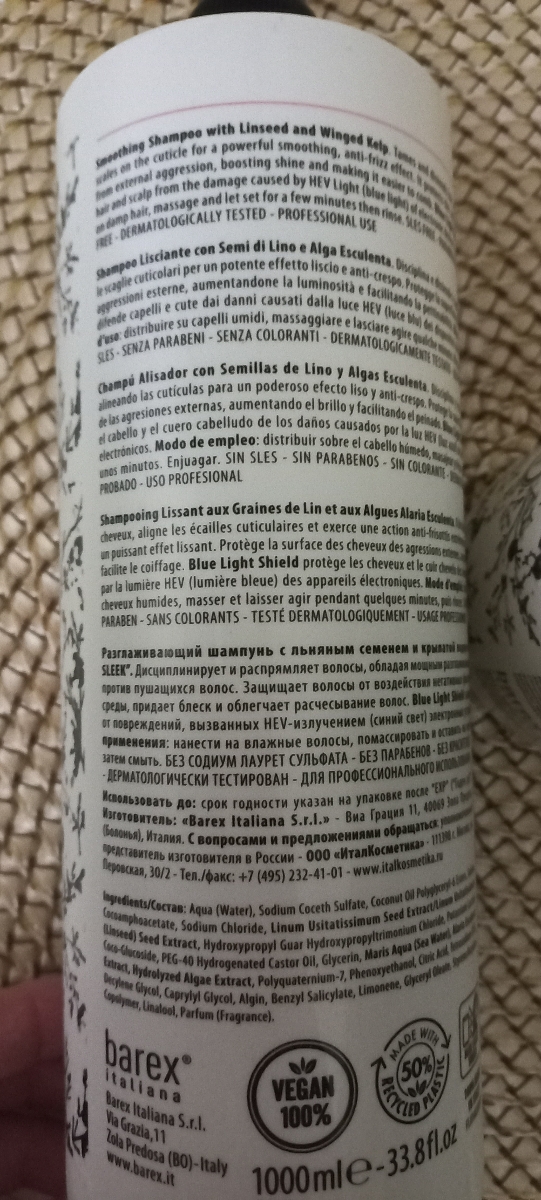 Smoothing Shampoo with Linseed and Winged Kelp. Tames and
scales on the cuticle for a powerful smoothing, anti-frizz effect. It
from external aggression, boosting shine and making it easier to
hair and scalp from the damage caused by HEV Light (blue light) of
on damp hair, massage and let set for a few minutes then rinse. SLES FREE -
FREE - DERMATOLOGICALLY TESTED - PROFESSIONAL USE
Shampoo Lisciante con Semi di Lino e Alga Esculenta. Disciplina e
le scaglie cuticolari per un potente effetto liscio e anti-crespo. Protegge
aggressioni esterne, aumentandone la luminosità e facilitando la
difende capelli e cute dai danni causati dalla luce HEV (luce blu)
d'uso: distribuire su capelli umidi, massaggiare e lasciare agire qualche
SLES - SENZA PARABENI - SENZA COLORANTI - DERMATOLOGICAMENTE
Champú Alisador con Semillas de Lino y Algas Esculenta.
alineando las cutículas para un poderoso efecto liso y anti-crespo. Protege
de las agresiones externas, aumentando el brillo y facilitando el peinado.
el cabello y el cuero cabelludo de los daños causados por la luz HEV
electrónicos. Modo de empleo: distribuir sobre el cabello húmedo,
unos minutos. Enjuagar. SIN SLES - SIN PARABENOS - SIN COLORANTE -
PROBADO - USO PROFESIONAL
Shampooing Lissant aux Graines de Lin et aux Algues Alaria Esculenta.
cheveux, aligne les écailles cuticulaires et exerce une action anti-frisottis
un puissant effet lissant. Protège la surface des cheveux des agressions
facilite le coiffage. Blue Light Shield protège les cheveux et le cuir
par la lumière HEV (lumière bleue) des appareils électroniques. Mode d'emploi
cheveux humides, masser et laisser agir pendant quelques minutes, puis
PARABEN - SANS COLORANTS - TESTÉ DERMATOLOGIQUEMENT - USAGE
Разглаживающий шампунь с льняным семенем и крылатой
SLEEK". Дисциплинирует и распрямляет волосы, обладая мощным
против пушащихся волос. Защищает волосы от воздействия негативных
среды, придает блеск и облегчает расчесывание волос. Blue Light
от повреждений, вызванных HEV-излучением (синий свет)
применения: нанести на влажные волосы, помассировать и
затем смыть. БЕЗ СОДИУМ ЛАУРЕТ СУЛЬФАТА - БЕЗ ПАРАБЕНОВ - БЕЗ
- ДЕРМАТОЛОГИЧЕСКИ ТЕСТИРОВАН - ДЛЯ ПРОФЕССИОНАЛЬНОГО
Использовать до: срок годности указан на упаковке после "EXP"
Изготовитель: «Barex Italiana S.r.l.» - Виа Грация 11, 40069
(Болонья), Италия. С вопросами и предложениями обращаться:
представитель изготовителя в России - ООО «ИталКосметика» -
Перовская, 30/2 - Тел./факс: +7 (495) 232-41-01 - www.italkosmetika.ru
Ingredients/Состав: Aqua (Water), Sodium Coceth Sulfate, Coconut Oil
Cocoamphoacetate, Sodium Chloride, Linum Usitatissimum Seed Extract/Linum
(Linseed) Seed Extract, Hydroxypropyl Guar Hydroxypropyltrimonium Chloride,
Coco-Glucoside, PEG-40 Hydrogenated Castor Oil, Glycerin, Maris Aqua (Sea Water),
Extract, Hydrolyzed Algae Extract, Polyquaternium-7, Phenoxyethanol, Citric Acid,
Decylene Glycol, Caprylyl Glycol, Algin, Benzyl Salicylate, Limonene, Glyceryl Oleate,
Copolymer, Linalool, Parfum (Fragrance).
barex®
italiana
Barex Italiana S.r.l.
Via Grazia,11
Zola Predosa (BO)-Italy
www.barex.it
VEGAN
100%
MADE WITH
50%
RECYCLED PLASTIC
1000ml e-33.8fl.oz